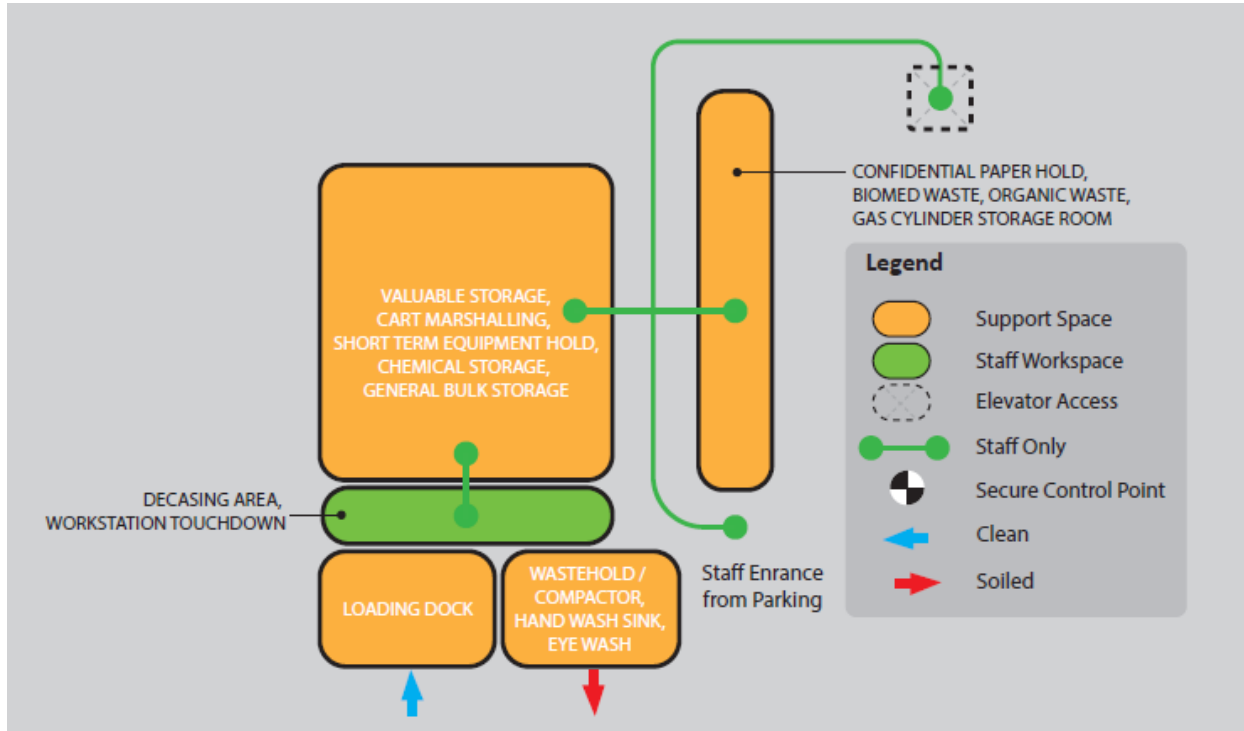 CONFIDENTIAL PAPER HOLD,
BIOMED WASTE, ORGANIC WASTE,
GAS CYLINDER STORAGE ROOM
VALUABLE STORAGE,
CART MARSHALLING,
SHORT TERM EQUIPMENT HOLD,
CHEMICAL STORAGE,
GENERAL BULK STORAGE
DECASING AREA,
WORKSTATION TOUCHDOWN
LOADING DOCK
WASTEHOLD /
COMPACTOR,
HAND WASH SINK,
EYE WASH
Staff Entrance
from Parking
Legend
Support Space
Staff Workspace
Elevator Access
Staff Only
Secure Control Point
Clean
Soiled